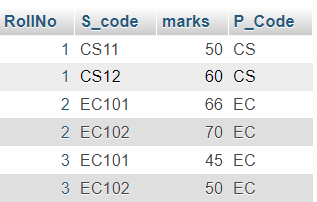 RollNo S_code marks P_Code
1 CS11 50 CS
1 CS12 60 CS
2 EC101 66 EC
2 EC102 70 EC
3 EC101 45 EC
3 EC102 50 EC